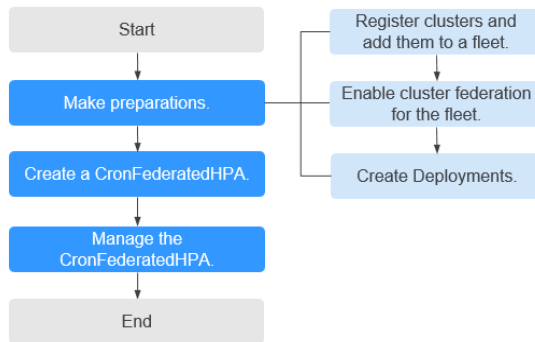 Start
Make preparations.
Create a CronFederatedHPA.
Manage the
CronFederatedHPA.
End
Register clusters and
add them to a fleet.
Enable cluster federation
for the fleet.
Create Deployments.